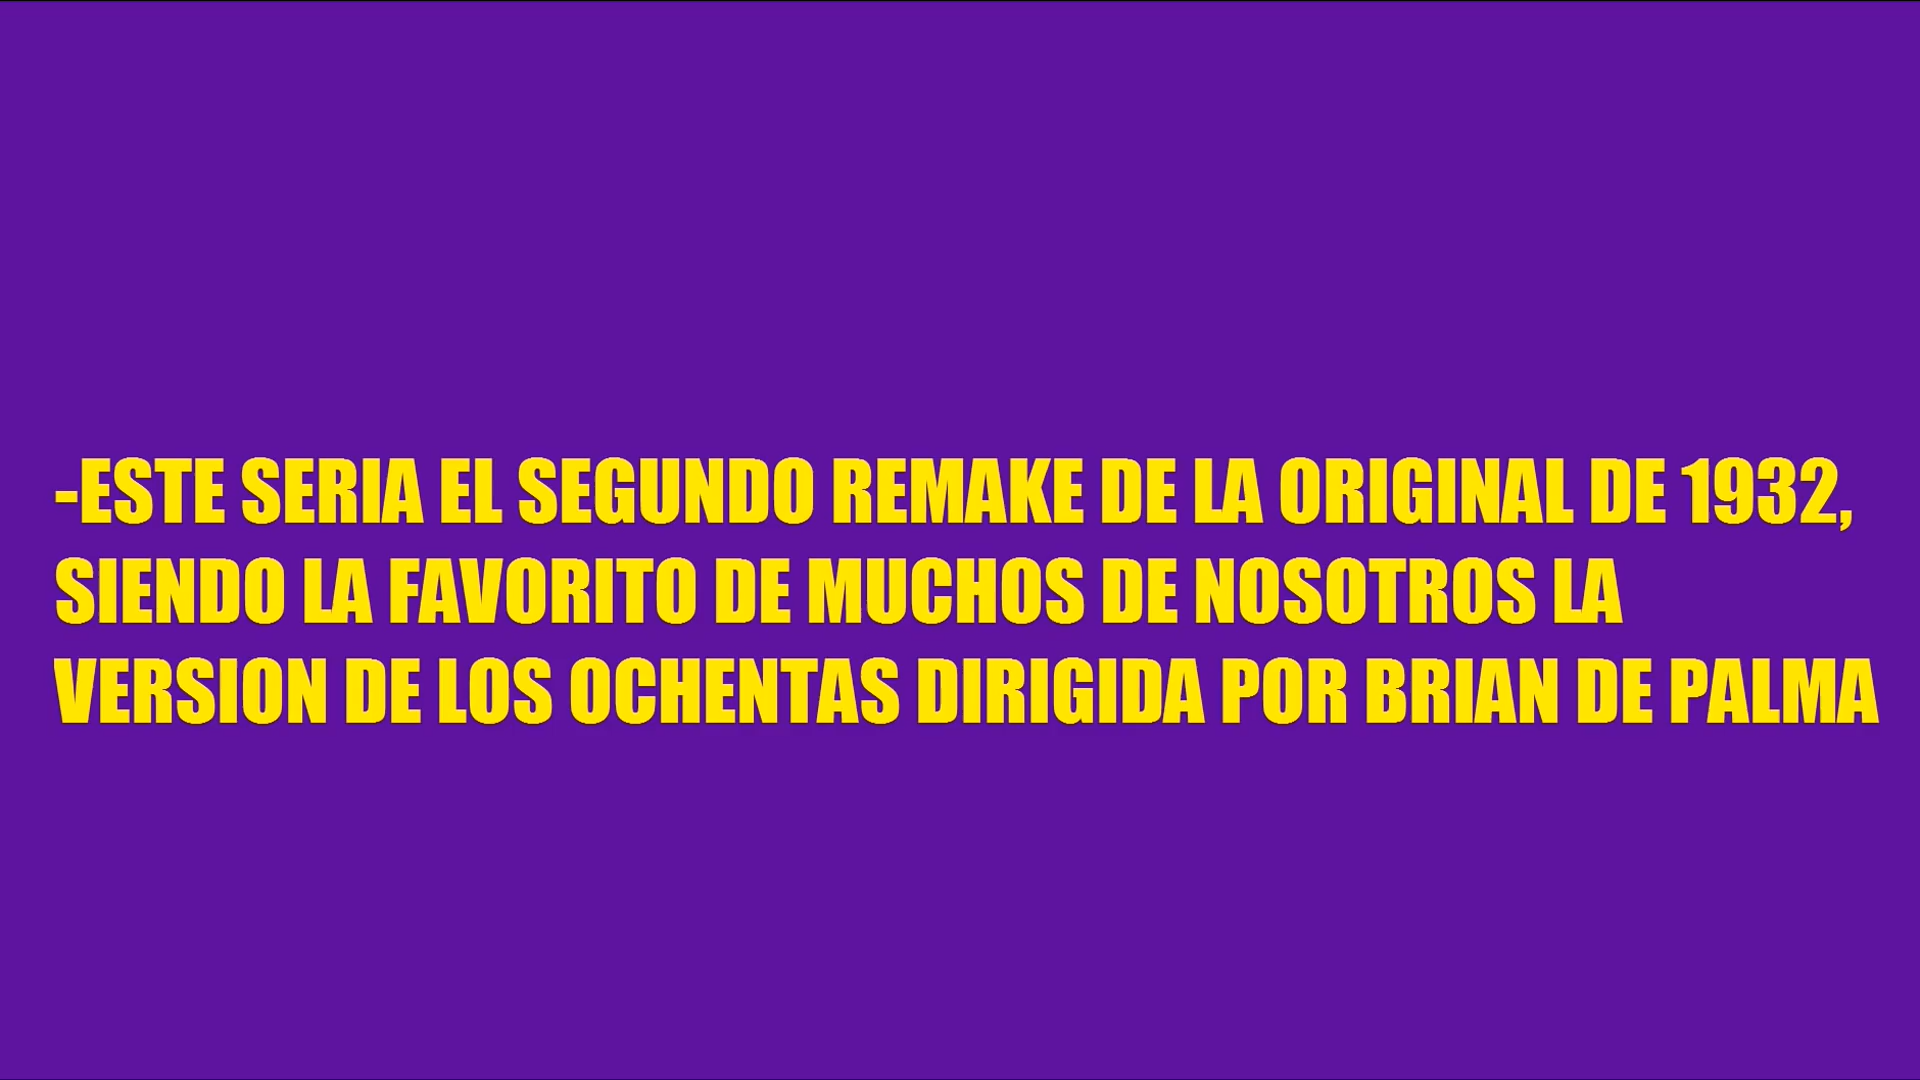 -ESTE SERIA EL SEGUNDO REMAKE DE LA ORIGINAL DE 1932,
SIENDO LA FAVORITO DE MUCHOS DE NOSOTROS LA
VERSION DE LOS OCHENTAS DIRIGIDA POR BRIAN DE PALMA